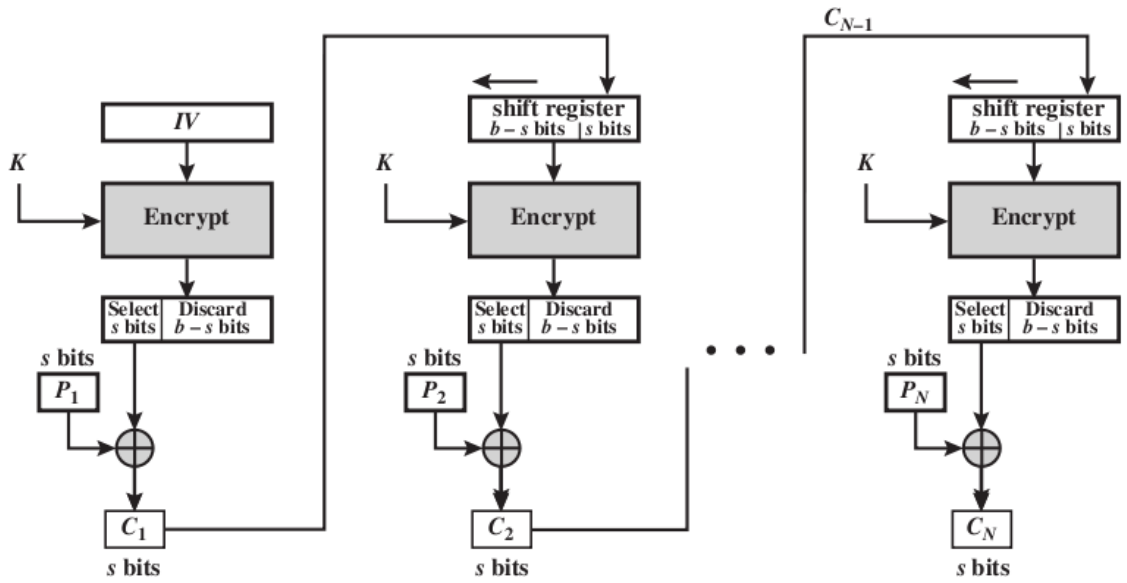 C_{N-1}
IV
shift register
b – s bits | s bits
shift register
b – s bits | s bits
K
K
K
Encrypt
Encrypt
Encrypt
Select Discard
s bits b – s bits
Select Discard
s bits b – s bits
Select Discard
s bits b – s bits
• • •
s bits
s bits
s bits
P_1
P_2
P_N
C_1
C_2
C_N
s bits
s bits
s bits